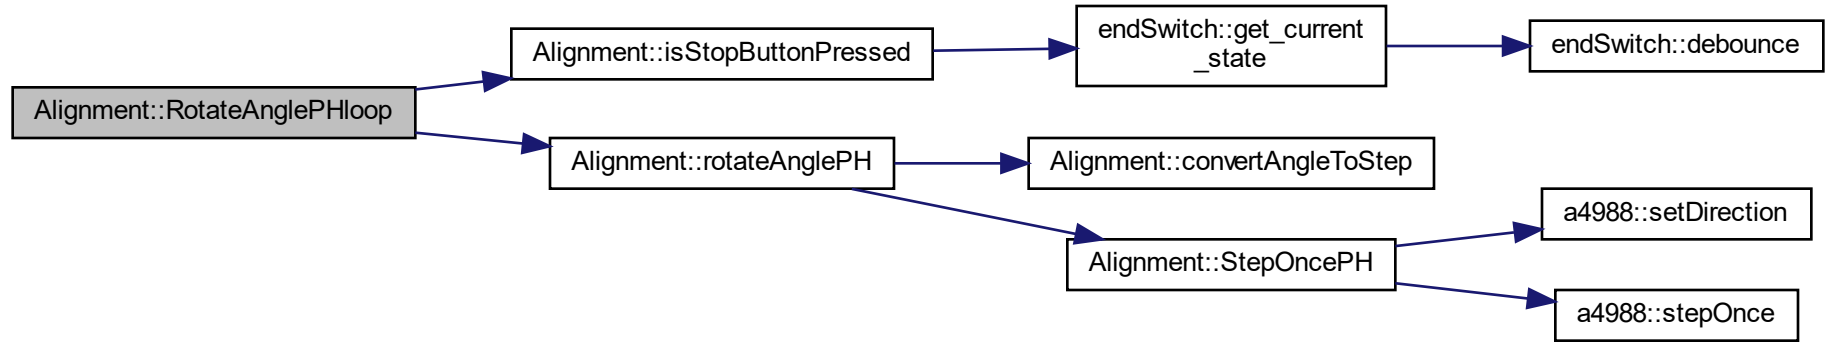 Alignment::RotateAnglePHloop
Alignment::isStopButtonPressed
endSwitch::get_current
_state
endSwitch::debounce
Alignment::rotateAnglePH
Alignment::convertAngleToStep
Alignment::StepOncePH
a4988::setDirection
a4988::stepOnce